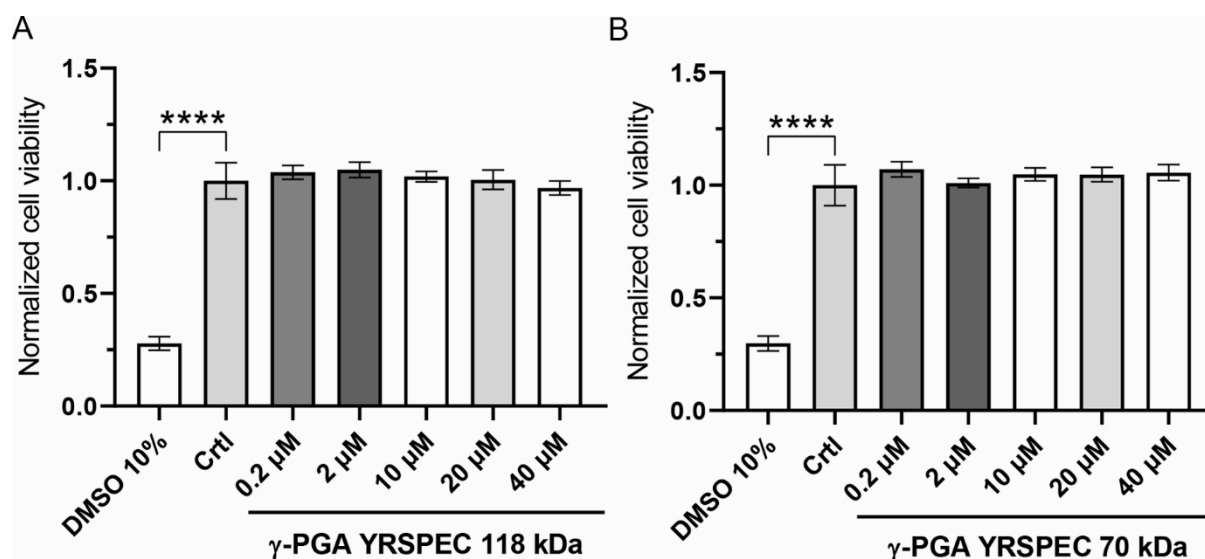 A
Normalized cell viability
1.5
1.0
0.5
0.0
****
DMSO 10%
Crtl
0.2 µM
2 µM
10 µM
20 µM
40 µM
γ-PGA YRSPEC 118 kDa
B
Normalized cell viability
1.5
1.0
0.5
0.0
****
DMSO 10%
Crtl
0.2 µM
2 µM
10 µM
20 µM
40 µM
γ-PGA YRSPEC 70 kDa